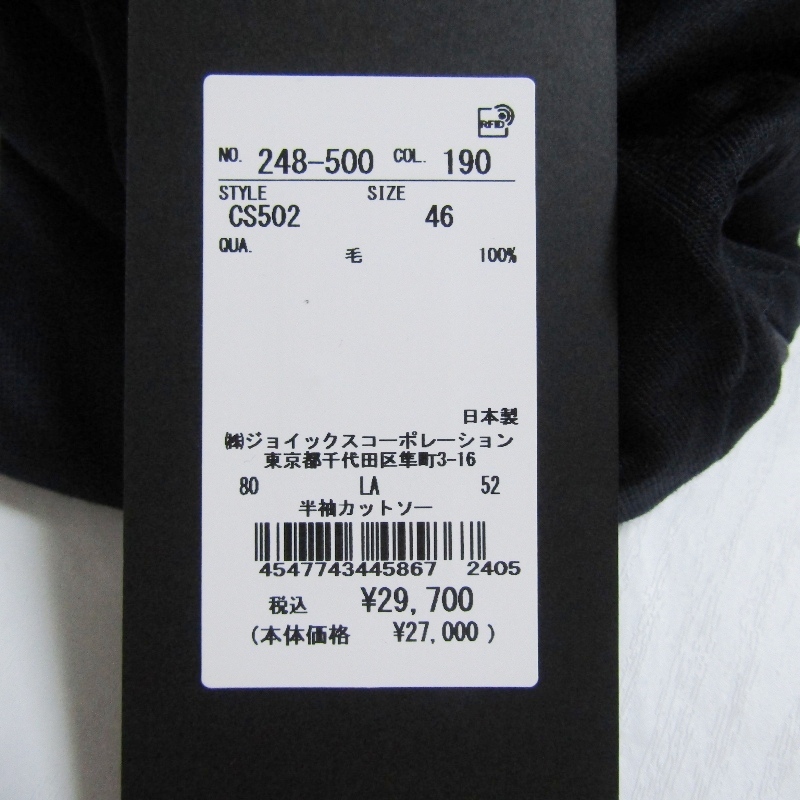 RFID
NO. 248-500 COL. 190
STYLE SIZE
CS502 46
QUA. 毛 100%
日本製
㈱ジョイックスコーポレーション
東京都千代田区隼町3-16
80 LA 52
半袖カットソー
4547743445867 2405
税込 ¥29,700
(本体価格 ¥27,000 )